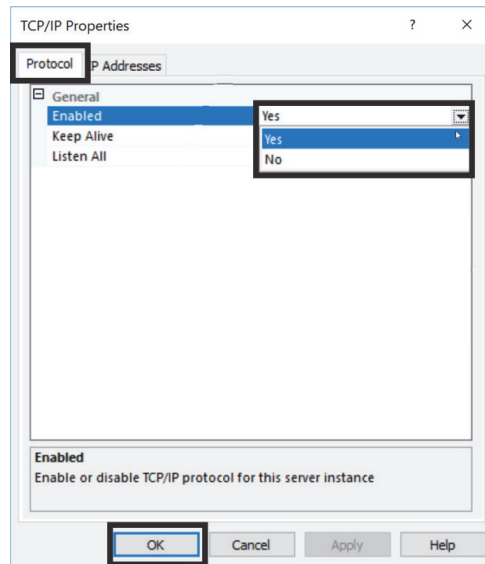 TCP/IP Properties ? ×
Protocol P Addresses
General
Enabled Yes
Keep Alive Yes
Listen All No
Enabled
Enable or disable TCP/IP protocol for this server instance
OK Cancel Apply Help